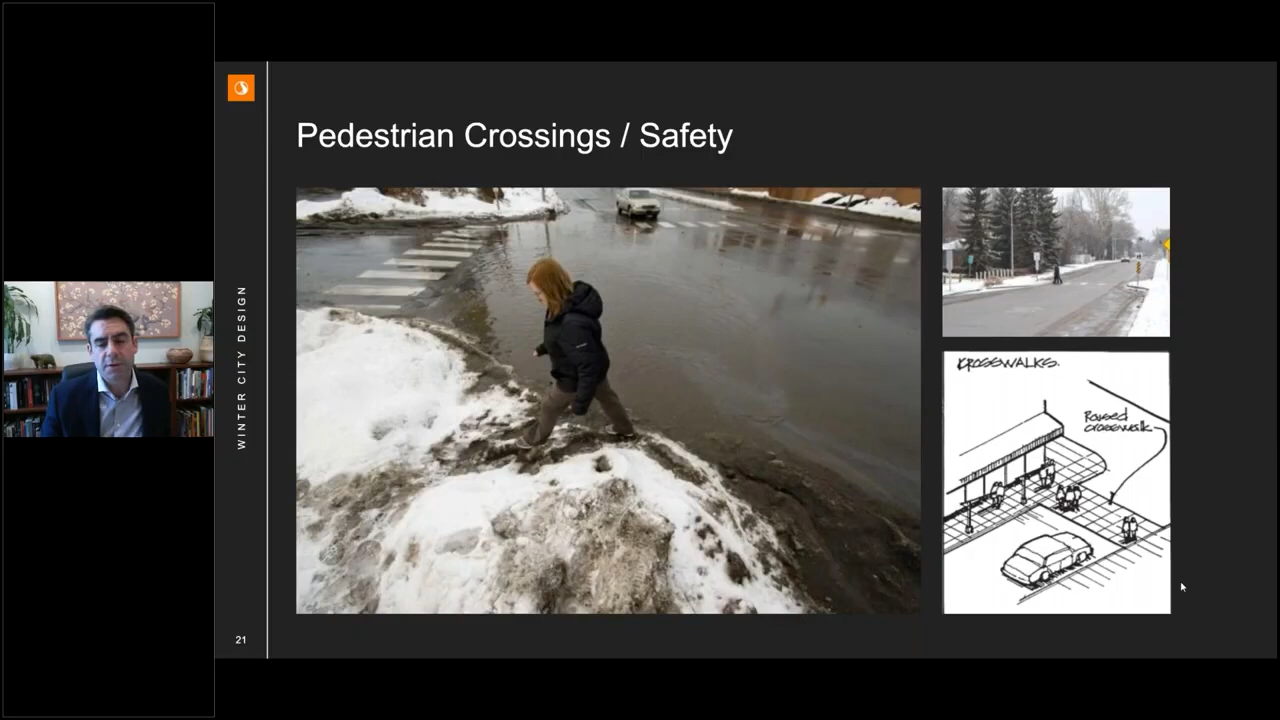 Pedestrian Crossings / Safety
WINTER CITY DESIGN
CROSSWALKS.
Raised
crosswalk
21